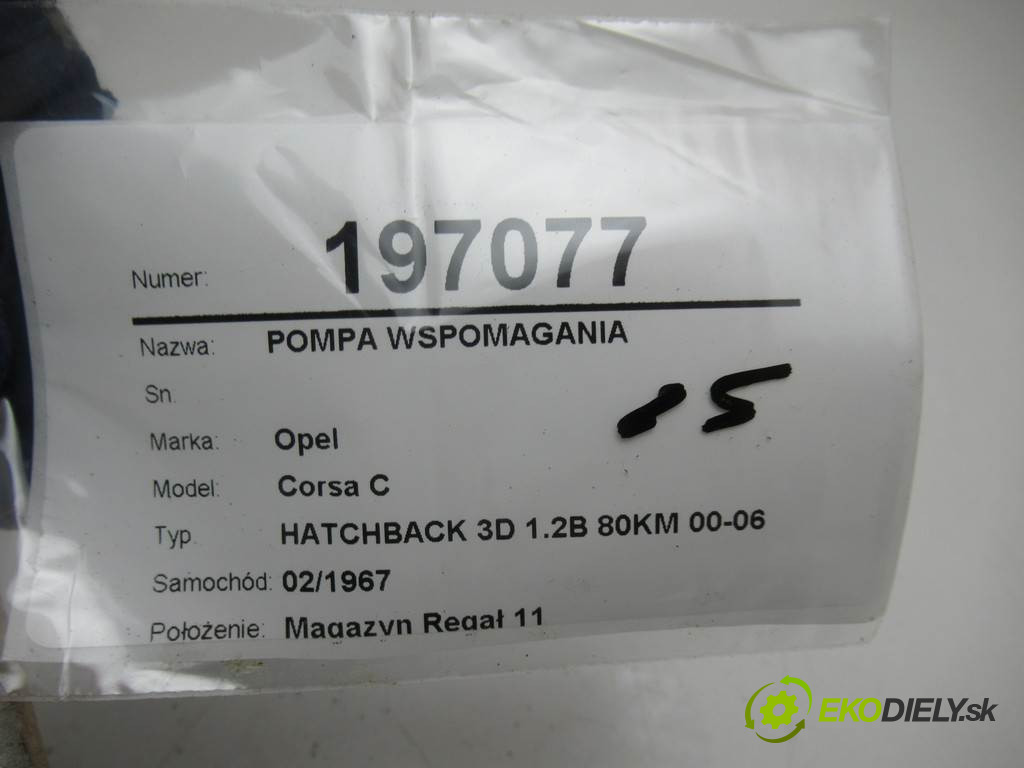 Numer: 197077
Nazwa: POMPA WSPOMAGANIA
Sn.
Marka: Opel
Model: Corsa C
Typ. HATCHBACK 3D 1.2B 80KM 00-06
Samochód: 02/1967
Położenie: Magazyn Regał 11
EKODIELY.sk